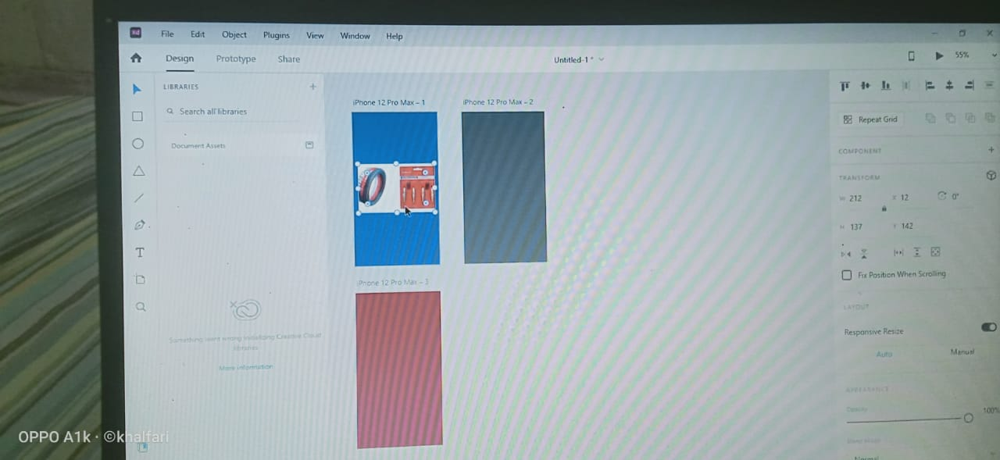 Xd File Edit Object Plugins View Window Help
Design Prototype Share Untitled-1 * 55%
LIBRARIES +
Search all libraries
Document Assets
Something went wrong initializing Creative Cloud
libraries
More information
iPhone 12 Pro Max – 1 iPhone 12 Pro Max – 2
iPhone 12 Pro Max – 3
Repeat Grid
COMPONENT +
TRANSFORM
W 212 X 12 0°
H 137 Y 142
Fix Position When Scrolling
LAYOUT
Responsive Resize
Auto Manual
APPEARANCE
Opacity 100%
Blend Mode
Normal
OPPO A1k · ©khalfari